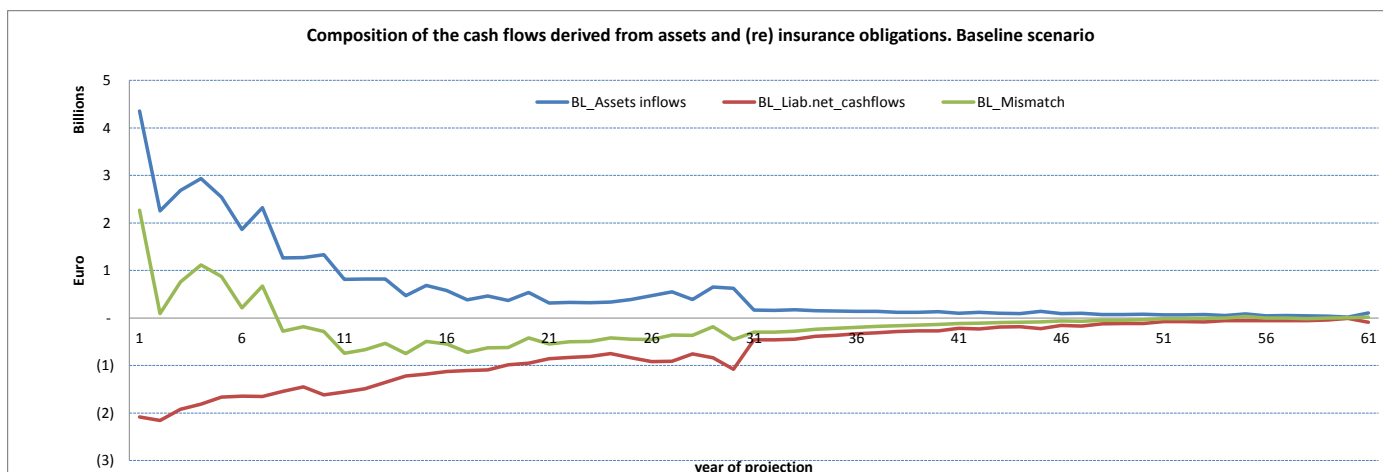 Composition of the cash flows derived from assets and (re) insurance obligations. Baseline scenario
Billions
Euro
5
4
3
2
1
-
(1)
(2)
(3)
BL_Assets inflows BL_Liab.net_cashflows BL_Mismatch
1 6 11 16 21 26 31 36 41 46 51 56 61
year of projection